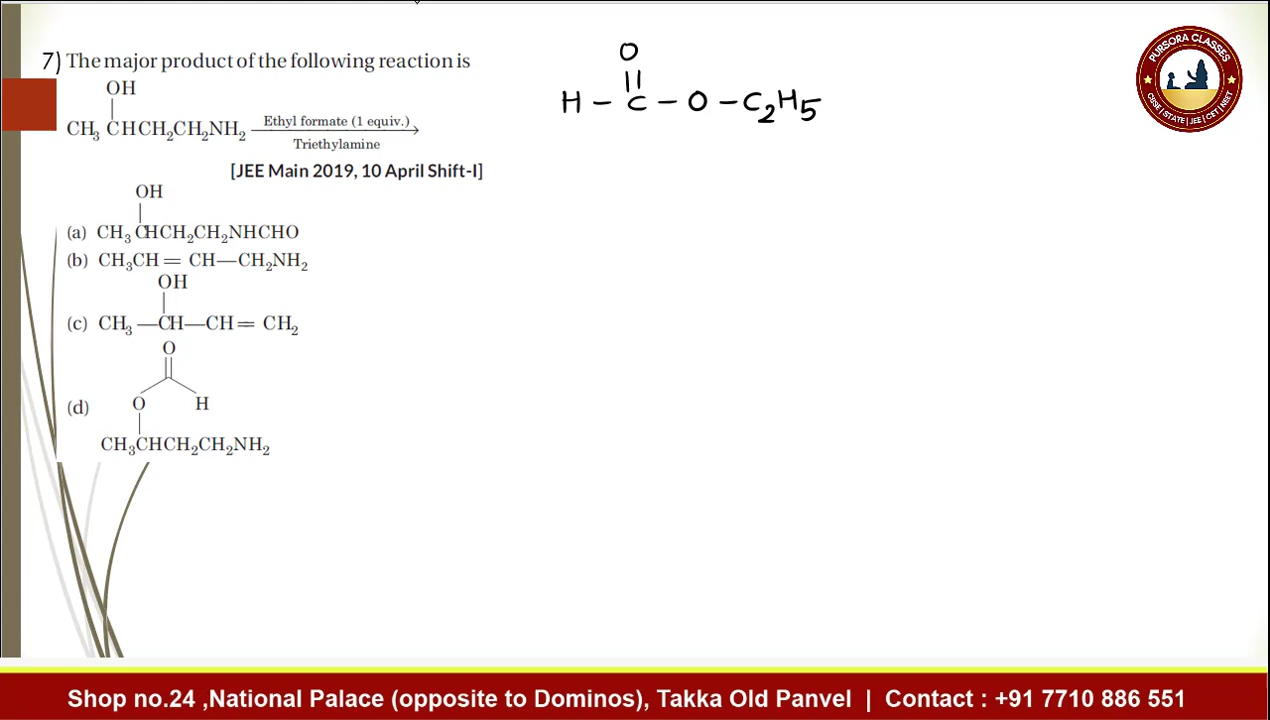 7) The major product of the following reaction is
OH
CH3 CHCH2CH2NH2
Ethyl formate (1 equiv.)
Triethylamine
[JEE Main 2019, 10 April Shift-I]
OH
(a) CH3 CHCH2CH2NHCHO
(b) CH3CH = CH—CH2NH2
OH
(c) CH3 —CH—CH= CH2
O
(d) O H
CH3CHCH2CH2NH2
O
H – C – O – C2H5
PURSORA CLASSES
CBSE | STATE | JEE | CET | NEET
Shop no.24 ,National Palace (opposite to Dominos), Takka Old Panvel | Contact : +91 7710 886 551